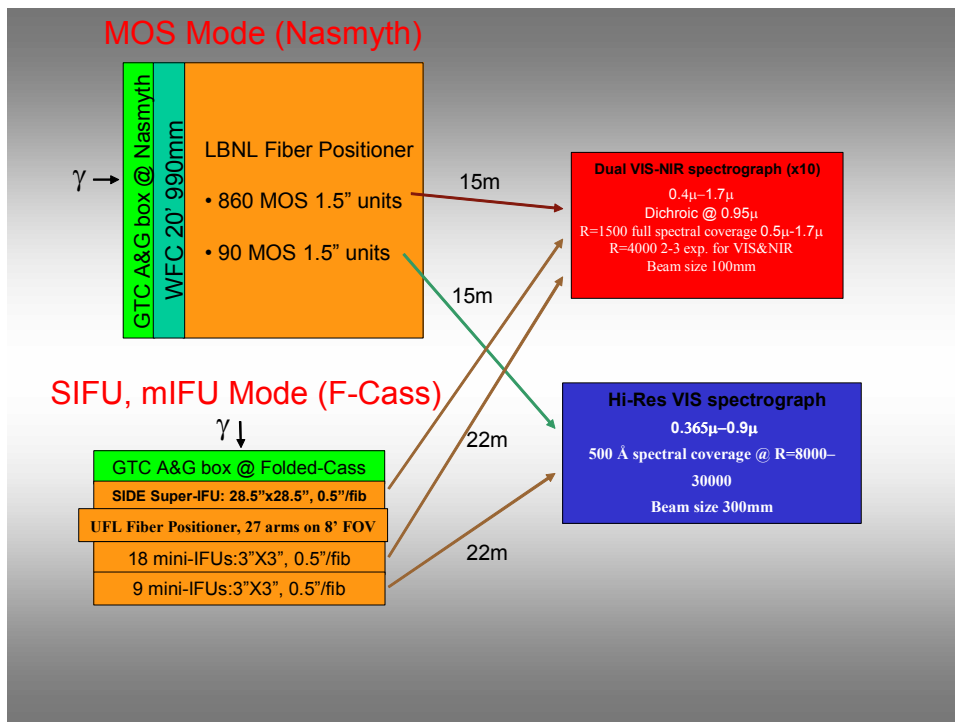 MOS Mode (Nasmyth)
γ
GTC A&G box @ Nasmyth
WFC 20' 990mm
LBNL Fiber Positioner
• 860 MOS 1.5” units
• 90 MOS 1.5” units
15m
15m
Dual VIS-NIR spectrograph (x10)
0.4μ–1.7μ
Dichroic @ 0.95μ
R=1500 full spectral coverage 0.5μ-1.7μ
R=4000 2-3 exp. for VIS&NIR
Beam size 100mm
SIFU, mIFU Mode (F-Cass)
γ
GTC A&G box @ Folded-Cass
SIDE Super-IFU: 28.5”x28.5”, 0.5”/fib
UFL Fiber Positioner, 27 arms on 8’ FOV
18 mini-IFUs:3”X3”, 0.5”/fib
9 mini-IFUs:3”X3”, 0.5”/fib
22m
22m
Hi-Res VIS spectrograph
0.365μ–0.9μ
500 Å spectral coverage @ R=8000–
30000
Beam size 300mm